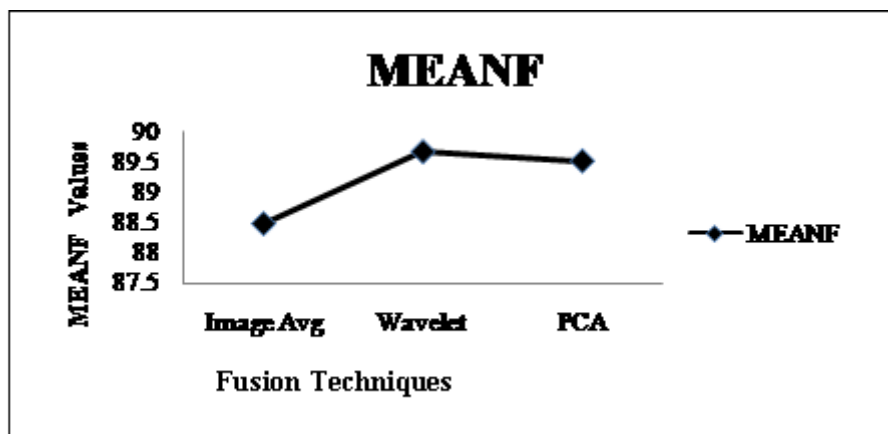 MEANF
MEANF Values
90
89.5
89
88.5
88
87.5
Image Avg Wavelet PCA
Fusion Techniques
MEANF